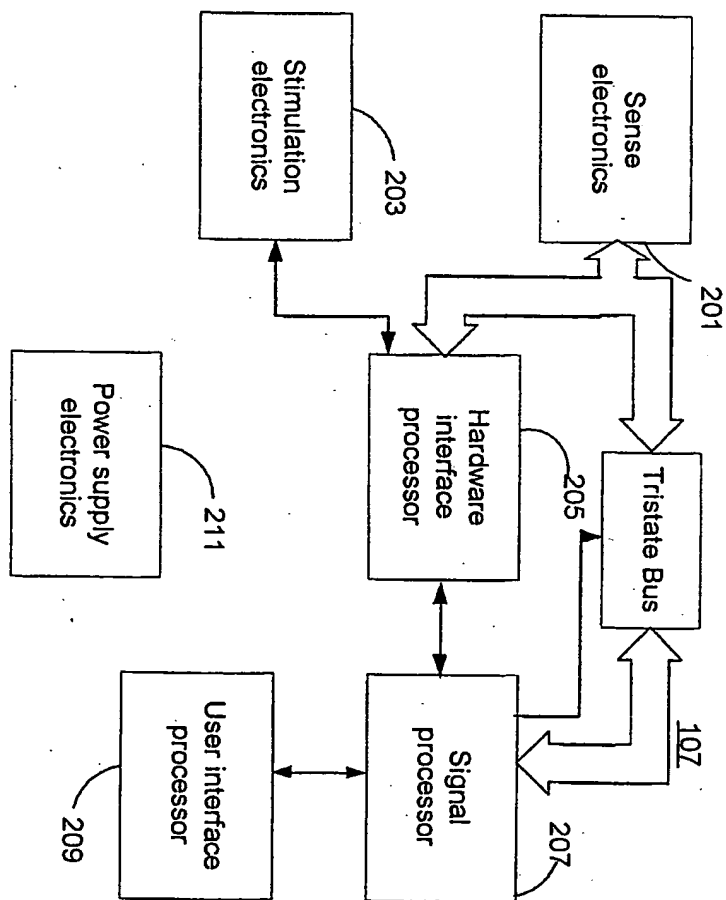 Sense
electronics
201
Stimulation
electronics
203
Tristate Bus
107
Hardware
interface
processor
205
Signal
processor
207
Power supply
electronics
211
User interface
processor
209